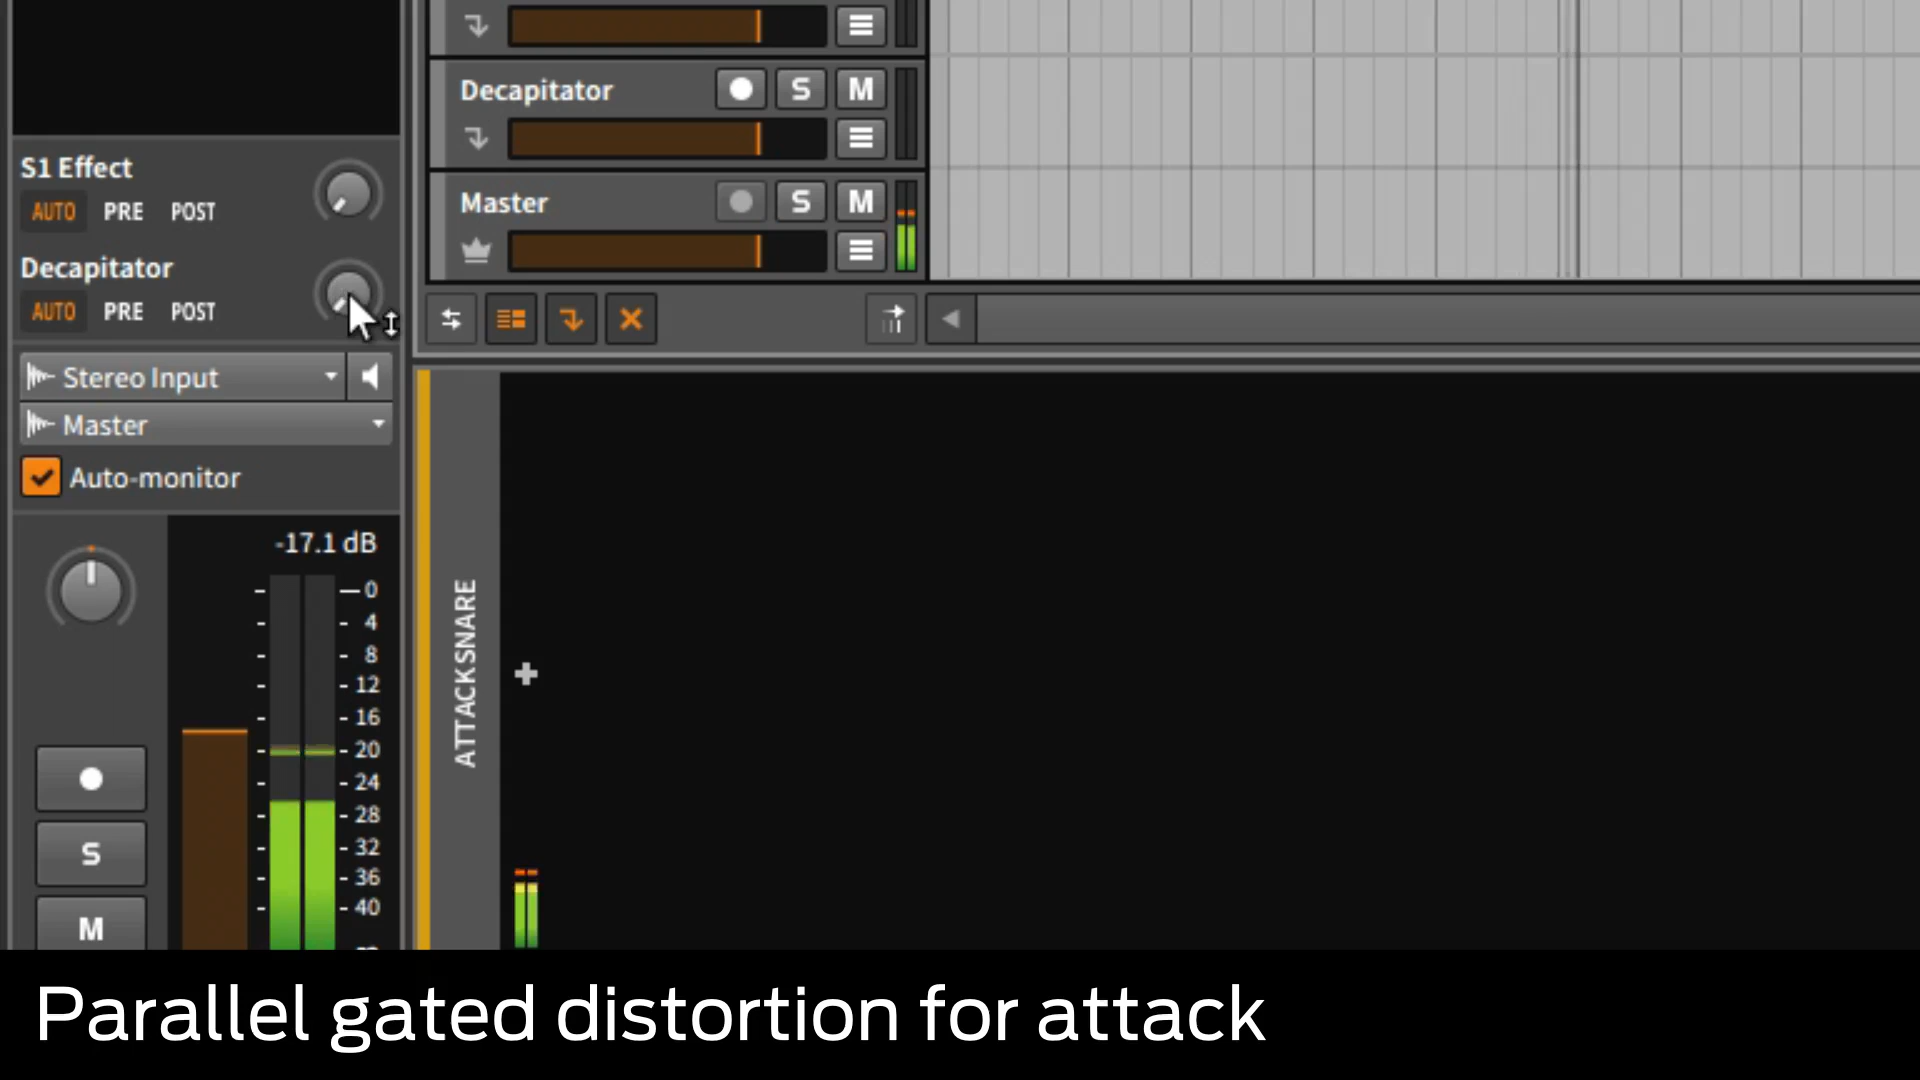 S1 Effect
AUTO PRE POST
Decapitator
AUTO PRE POST
Stereo Input
Master
Auto-monitor
-17.1 dB
0
4
8
12
16
20
24
28
32
36
40
S
M
Decapitator S M
Master S M
ATTACK SNARE
Parallel gated distortion for attack